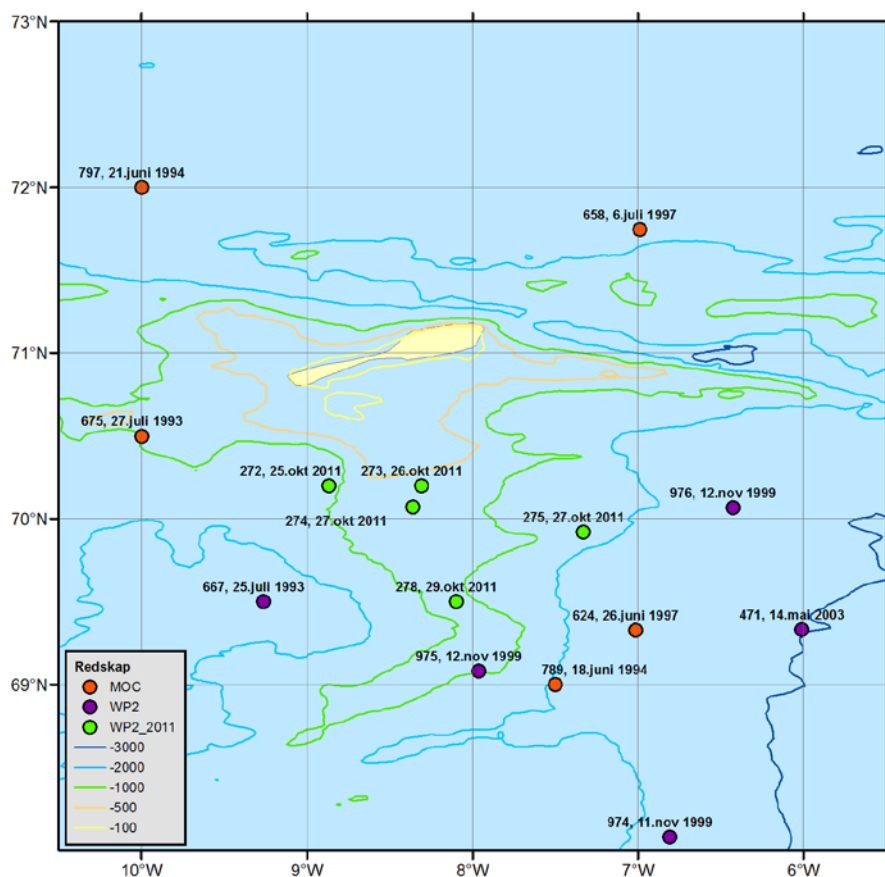 73°N
797, 21.juni 1994
72°N
658, 6.juli 1997
71°N
675, 27.juli 1993
272, 25.okt 2011
273, 26.okt 2011
976, 12.nov 1999
274, 27.okt 2011
275, 27.okt 2011
70°N
667, 25.juli 1993
278, 29.okt 2011
624, 26.juni 1997
471, 14.mai 2003
975, 12.nov 1999
789, 18.juni 1994
69°N
Redskap
MOC
WP2
WP2_2011
-3000
-2000
-1000
-500
-100
974, 11.nov 1999
10°W
9°W
8°W
7°W
6°W